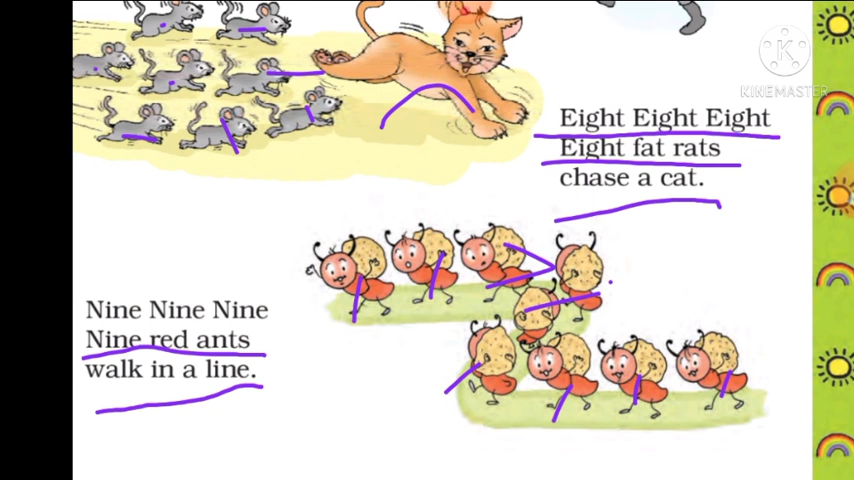 KINEMASTER
Eight Eight Eight
Eight fat rats
chase a cat.
Nine Nine Nine
Nine red ants
walk in a line.